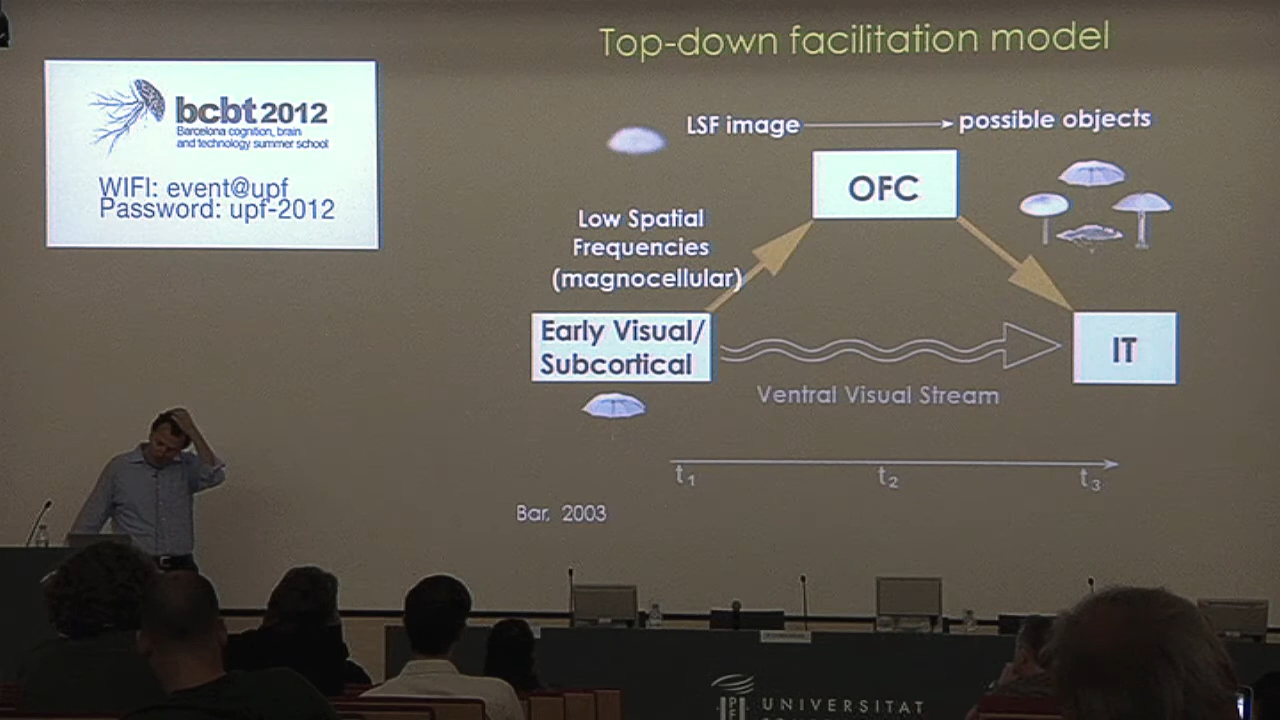 Top-down facilitation model
bcbt 2012
Barcelona cognition, brain
and technology summer school
WIFI: event@upf
Password: upf-2012
LSF image
possible objects
OFC
Low Spatial
Frequencies
(magnocellular)
Early Visual/
Subcortical
IT
Ventral Visual Stream
t1
t2
t3
Bar, 2003
UNIVERSITAT